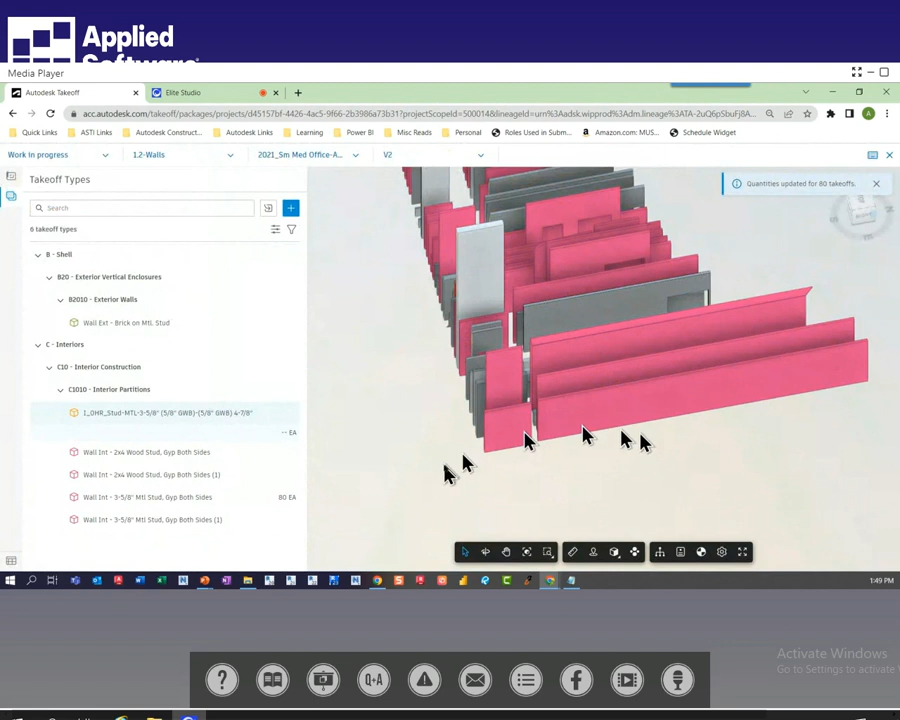 Applied
Software
Media Player
Autodesk Takeoff
Elite Studio
acc.autodesk.com/takeoff/packages/projects/d45157bf-4426-4ac5-9f66-2b3986a73b31?projectScopeId=500014&lineageId=urn%3Aadsk.wipprod%3Adm.lineage%3ATA-2uQ6pSbuFj8A...
A
Quick Links
ASTI Links
Autodesk Construct...
Autodesk Links
Learning
Power BI
Misc Reads
Personal
Roles Used in Subm...
Amazon.com: MUS...
Schedule Widget
Work in progress
1.2-Walls
2021_Sm Med Office-A...
V2
Takeoff Types
Quantities updated for 80 takeoffs.
Search
6 takeoff types
B - Shell
B20 - Exterior Vertical Enclosures
B2010 - Exterior Walls
Wall Ext - Brick on Mtl. Stud
C - Interiors
C10 - Interior Construction
C1010 - Interior Partitions
1_0HR_Stud-MTL-3-5/8" (5/8" GWB)-(5/8" GWB) 4-7/8"
-- EA
Wall Int - 2x4 Wood Stud, Gyp Both Sides
Wall Int - 2x4 Wood Stud, Gyp Both Sides (1)
Wall Int - 3-5/8" Mtl Stud, Gyp Both Sides 80 EA
Wall Int - 3-5/8" Mtl Stud, Gyp Both Sides (1)
1:49 PM
Activate Windows
Go to Settings to activate
Q+A